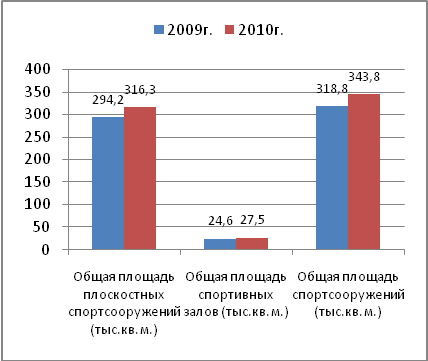 2009г. 2010г.
400
350
300
250
200
150
100
50
0
294,2
316,3
24,6
27,5
318,8
343,8
Общая площадь
плоскостных
спортсооружений
(тыс.кв.м.)
Общая площадь
спортивных
залов (тыс.кв.м.)
Общая площадь
спортсооружений
(тыс.кв.м.)